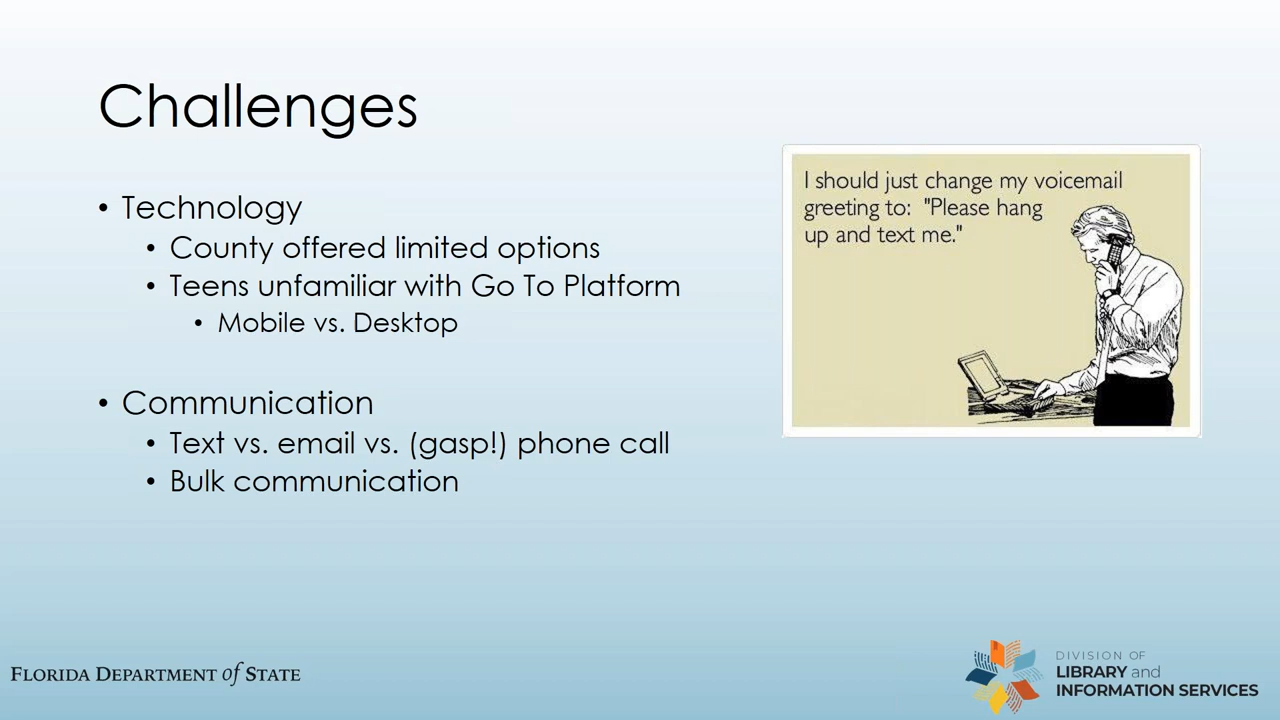 Challenges
• Technology
• County offered limited options
• Teens unfamiliar with Go To Platform
• Mobile vs. Desktop
• Communication
• Text vs. email vs. (gasp!) phone call
• Bulk communication
I should just change my voicemail
greeting to: "Please hang
up and text me."
FLORIDA DEPARTMENT of STATE
DIVISION OF
LIBRARY and
INFORMATION SERVICES